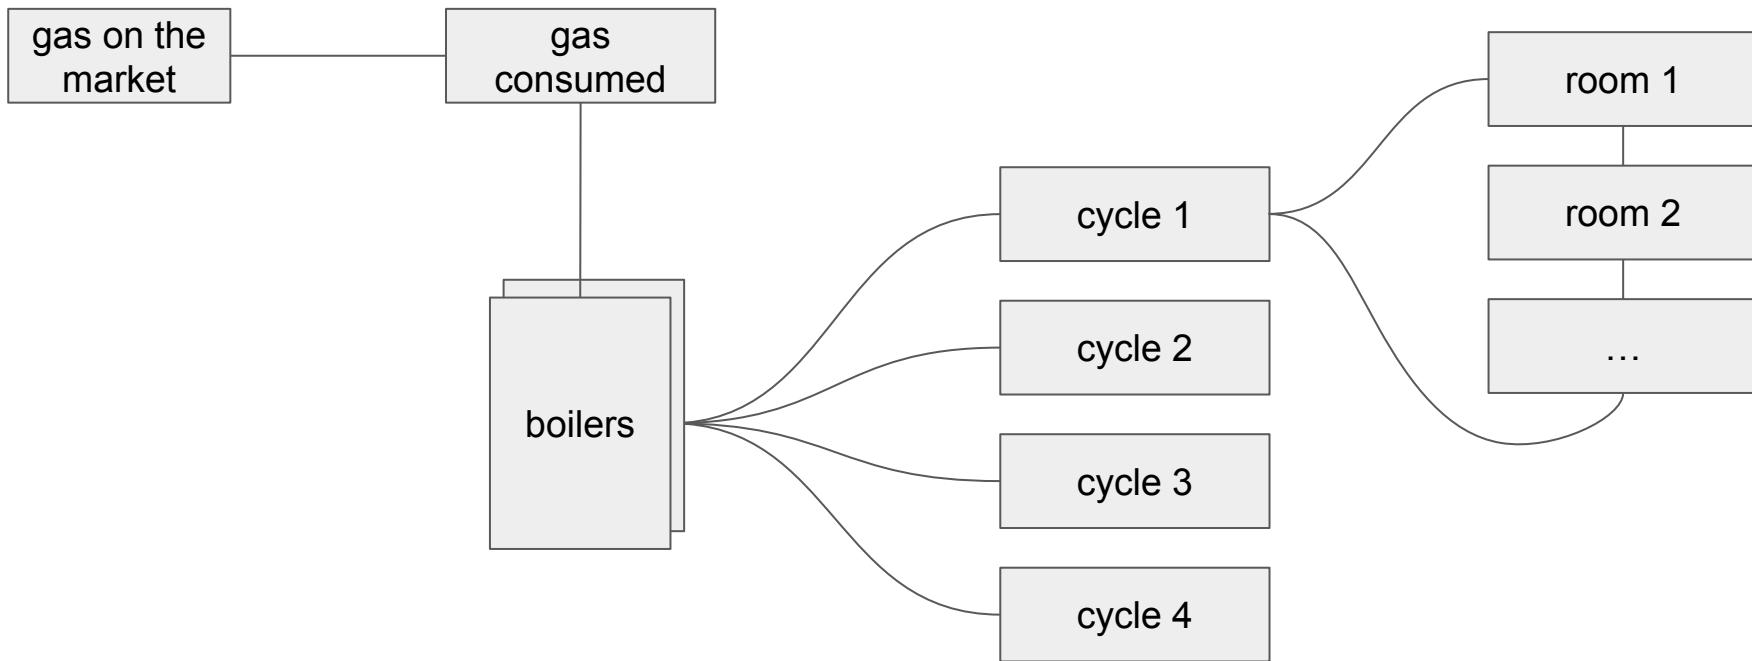 gas on the
market
gas
consumed
room 1
cycle 1
room 2
cycle 2
…
boilers
cycle 3
cycle 4